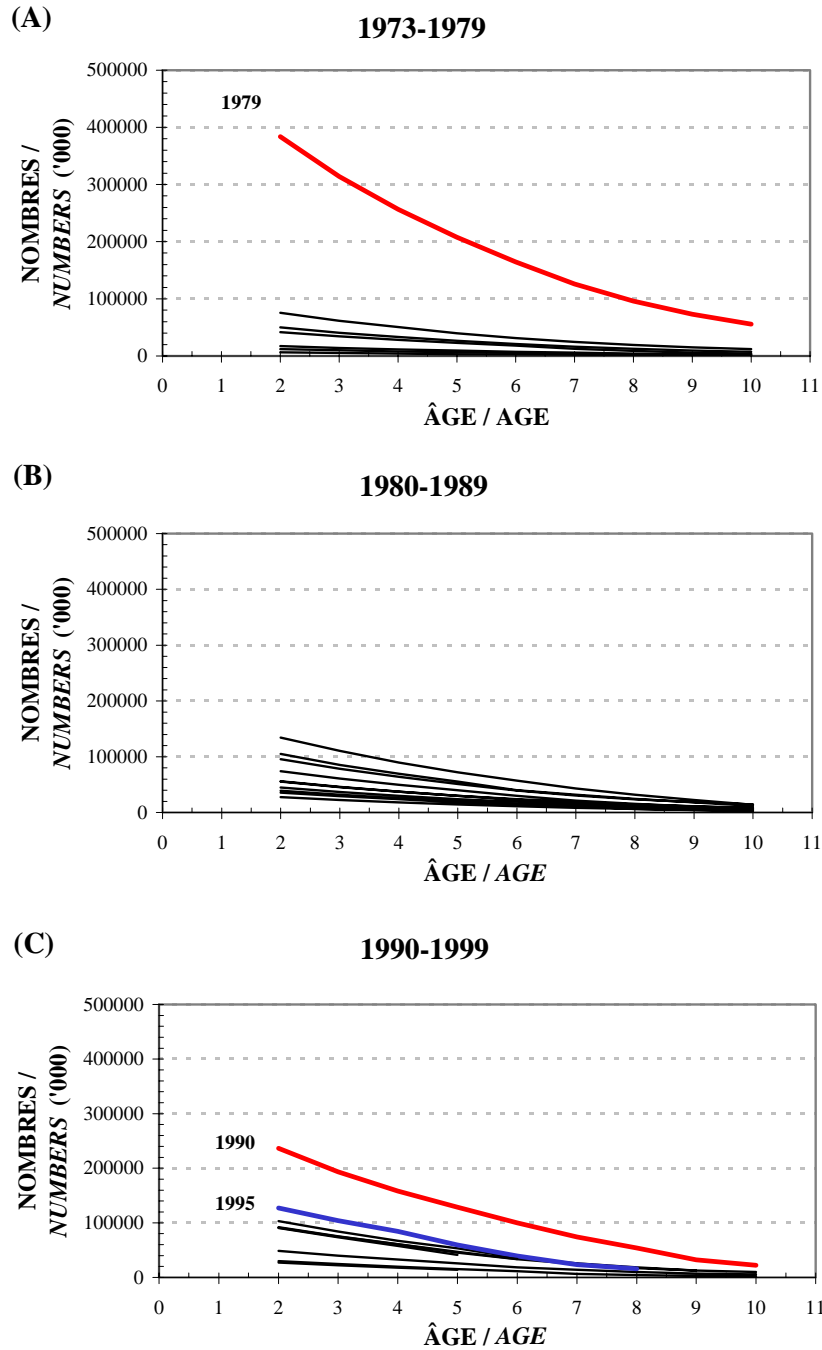 (A)
1973-1979
NOMBRES /
NUMBERS ('000)
500000
400000
300000
200000
100000
0
1979
0 1 2 3 4 5 6 7 8 9 10 11
ÂGE / AGE
(B)
1980-1989
NOMBRES /
NUMBERS ('000)
500000
400000
300000
200000
100000
0
0 1 2 3 4 5 6 7 8 9 10 11
ÂGE / AGE
(C)
1990-1999
NOMBRES /
NUMBERS ('000)
500000
400000
300000
200000
100000
0
1990
1995
0 1 2 3 4 5 6 7 8 9 10 11
ÂGE / AGE